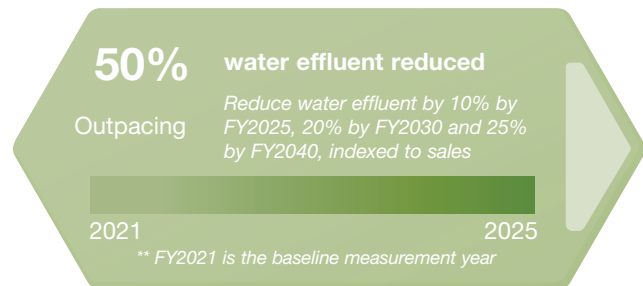 50%
water effluent reduced
Outpacing
Reduce water effluent by 10% by
FY2025, 20% by FY2030 and 25%
by FY2040, indexed to sales
2021
2025
** FY2021 is the baseline measurement year